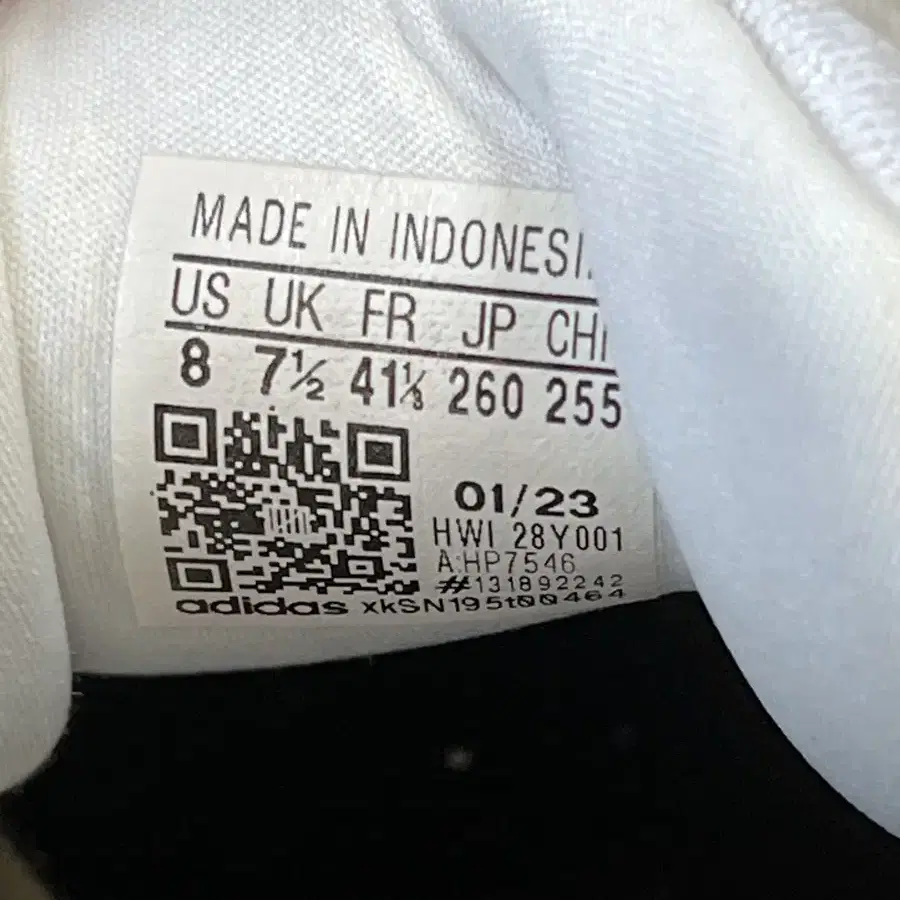 MADE IN INDONESI
US UK FR JP CH
8 7½ 41⅓ 260 255
01/23
HWI 28Y001
A:HP7546
#131892242
adidas xkSN195t00464